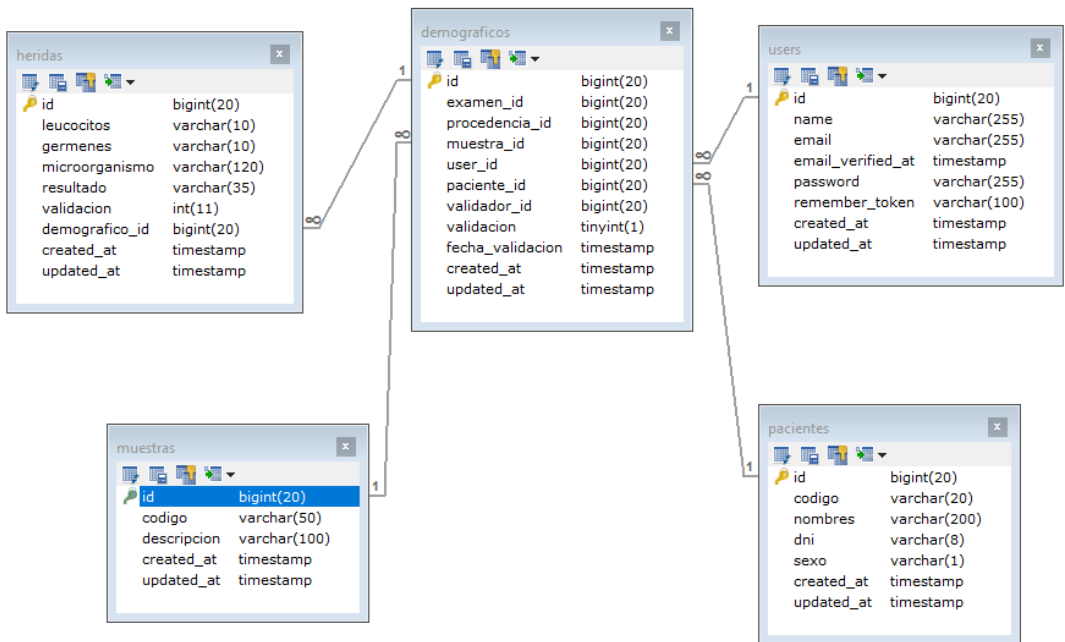 heridas
id bigint(20)
leucocitos varchar(10)
germenes varchar(10)
microorganismo varchar(120)
resultado varchar(35)
validacion int(11)
demografico_id bigint(20)
created_at timestamp
updated_at timestamp
demograficos
id bigint(20)
examen_id bigint(20)
procedencia_id bigint(20)
muestra_id bigint(20)
user_id bigint(20)
paciente_id bigint(20)
validador_id bigint(20)
validacion tinyint(1)
fecha_validacion timestamp
created_at timestamp
updated_at timestamp
users
id bigint(20)
name varchar(255)
email varchar(255)
email_verified_at timestamp
password varchar(255)
remember_token varchar(100)
created_at timestamp
updated_at timestamp
muestras
id bigint(20)
codigo varchar(50)
descripcion varchar(100)
created_at timestamp
updated_at timestamp
pacientes
id bigint(20)
codigo varchar(20)
nombres varchar(200)
dni varchar(8)
sexo varchar(1)
created_at timestamp
updated_at timestamp
1
∞
∞
1
1
∞
∞
1